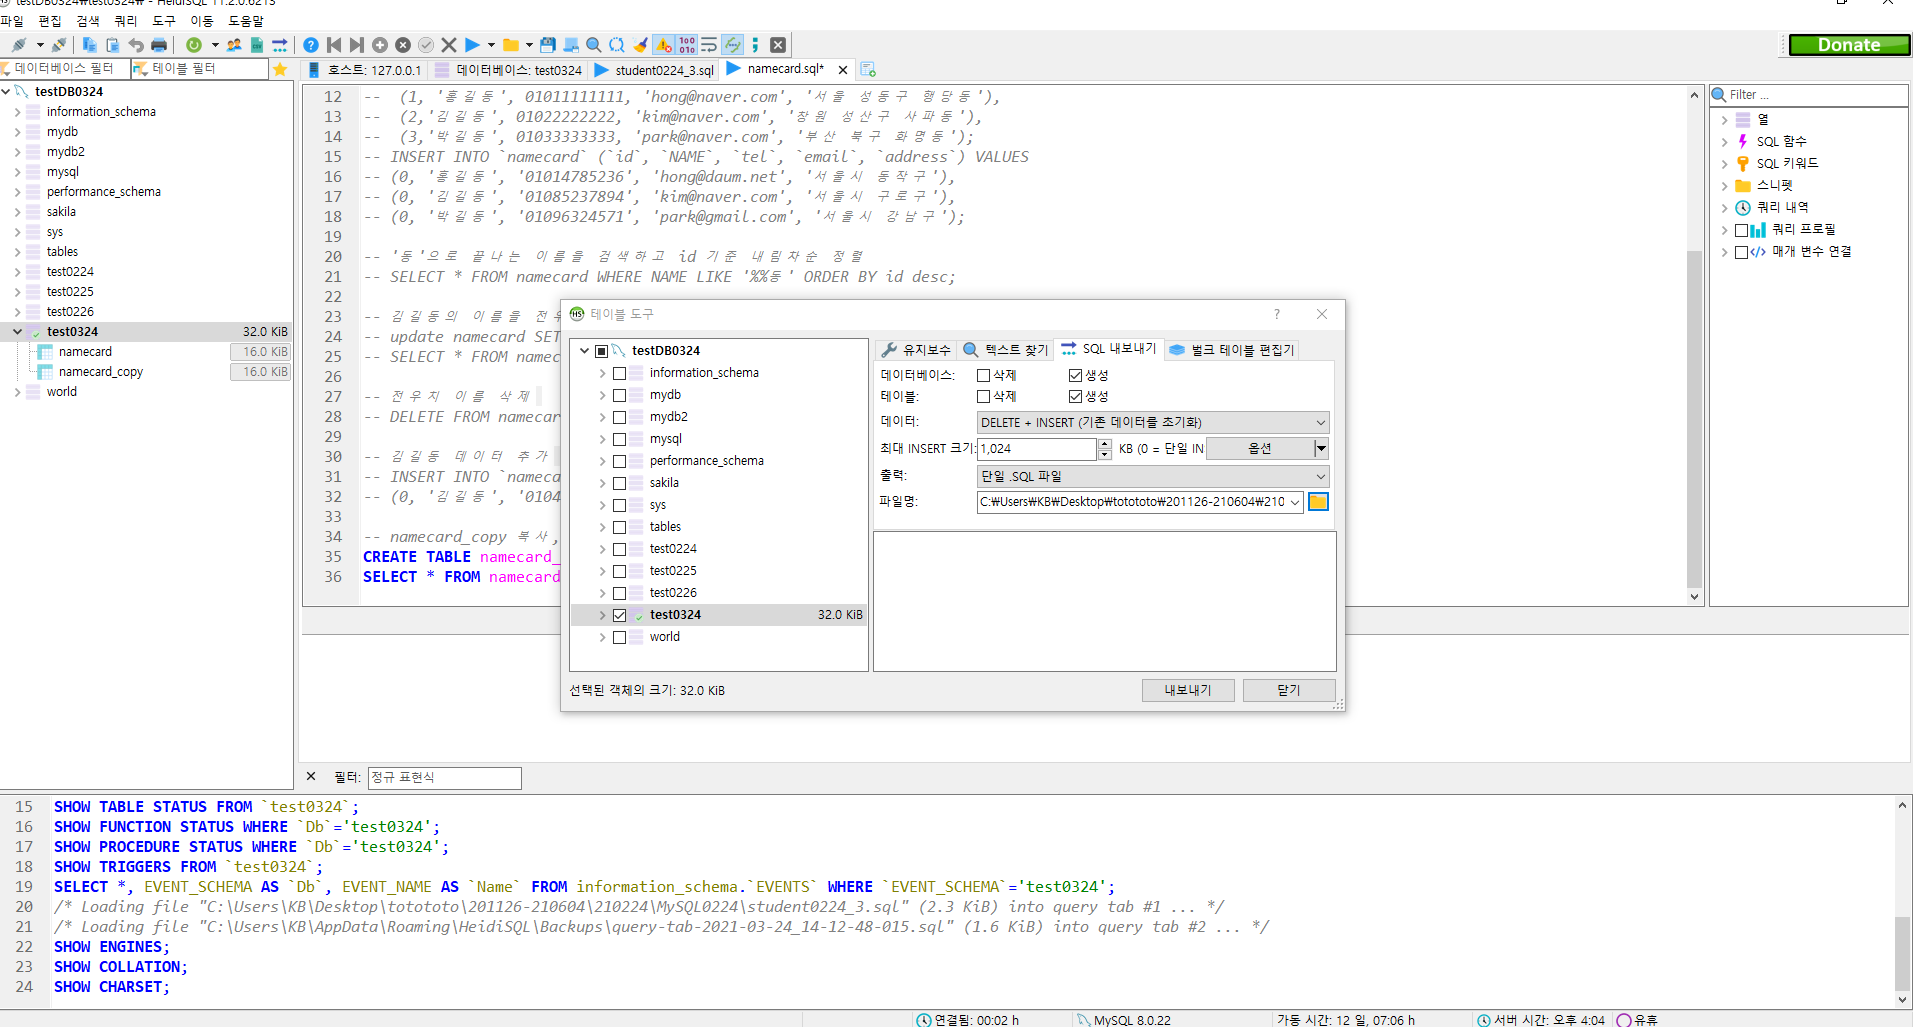 testDB0324₩test0324₩ - HeidiSQL 11.2.0.6213
파일 편집 검색 쿼리 도구 이동 도움말
Donate
데이터베이스 필터 테이블 필터
호스트: 127.0.0.1 데이터베이스: test0324 student0224_3.sql namecard.sql*
testDB0324
information_schema
mydb
mydb2
mysql
performance_schema
sakila
sys
tables
test0224
test0225
test0226
test0324 32.0 KiB
namecard 16.0 KiB
namecard_copy 16.0 KiB
world
12 -- (1, '홍길동', 01011111111, 'hong@naver.com', '서울 성동구 행당동'),
13 -- (2,'김길동', 01022222222, 'kim@naver.com', '창원 성산구 사파동'),
14 -- (3,'박길동', 01033333333, 'park@naver.com', '부산 북구 화명동');
15 -- INSERT INTO `namecard` (`id`, `NAME`, `tel`, `email`, `address`) VALUES
16 -- (0, '홍길동', '01014785236', 'hong@daum.net', '서울시 동작구'),
17 -- (0, '김길동', '01085237894', 'kim@naver.com', '서울시 구로구'),
18 -- (0, '박길동', '01096324571', 'park@gmail.com', '서울시 강남구');
19
20 -- '동'으로 끝나는 이름을 검색하고 id 기준 내림차순 정렬
21 -- SELECT * FROM namecard WHERE NAME LIKE '%%동' ORDER BY id desc;
22
23 -- 김길동의 이름을 전우
24 -- update namecard SET
25 -- SELECT * FROM namec
26
27 -- 전우치 이름 삭제
28 -- DELETE FROM namecar
29
30 -- 김길동 데이터 추가
31 -- INSERT INTO `nameca
32 -- (0, '김길동', '0104
33
34 -- namecard_copy 복사,
35 CREATE TABLE namecard_
36 SELECT * FROM namecard
Filter ...
열
SQL 함수
SQL 키워드
스니펫
쿼리 내역
쿼리 프로필
매개 변수 연결
테이블 도구
testDB0324
information_schema
mydb
mydb2
mysql
performance_schema
sakila
sys
tables
test0224
test0225
test0226
test0324 32.0 KiB
world
유지보수 텍스트 찾기 SQL 내보내기 벌크 테이블 편집기
데이터베이스: 삭제 생성
테이블: 삭제 생성
데이터: DELETE + INSERT (기존 데이터를 초기화)
최대 INSERT 크기: 1,024 KB (0 = 단일 IN 옵션
출력: 단일 .SQL 파일
파일명: C:₩Users₩KB₩Desktop₩totototo₩201126-210604₩210
선택된 객체의 크기: 32.0 KiB
내보내기 닫기
필터: 정규 표현식
15 SHOW TABLE STATUS FROM `test0324`;
16 SHOW FUNCTION STATUS WHERE `Db`='test0324';
17 SHOW PROCEDURE STATUS WHERE `Db`='test0324';
18 SHOW TRIGGERS FROM `test0324`;
19 SELECT *, EVENT_SCHEMA AS `Db`, EVENT_NAME AS `Name` FROM information_schema.`EVENTS` WHERE `EVENT_SCHEMA`='test0324';
20 /* Loading file "C:\Users\KB\Desktop\totototo\201126-210604\210224\MySQL0224\student0224_3.sql" (2.3 KiB) into query tab #1 ... */
21 /* Loading file "C:\Users\KB\AppData\Roaming\HeidiSQL\Backups\query-tab-2021-03-24_14-12-48-015.sql" (1.6 KiB) into query tab #2 ... */
22 SHOW ENGINES;
23 SHOW COLLATION;
24 SHOW CHARSET;
연결됨: 00:02 h MySQL 8.0.22 가동 시간: 12 일, 07:06 h 서버 시간: 오후 4:04 유휴